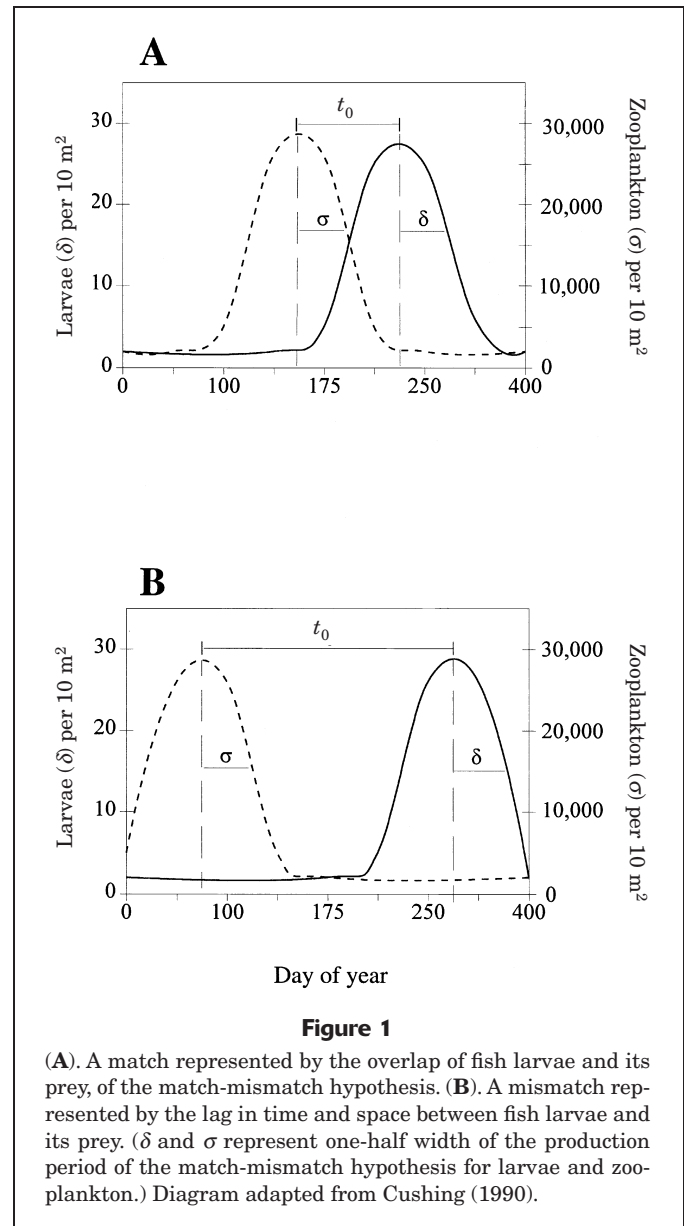 A
t₀
Larvae (δ) per 10 m²
30
20
10
0
σ
δ
30,000
20,000
10,000
0
Zooplankton (σ) per 10 m²
0
100
175
250
400
B
t₀
Larvae (δ) per 10 m²
30
20
10
0
σ
δ
30,000
20,000
10,000
0
Zooplankton (σ) per 10 m²
0
100
175
250
400
Day of year
Figure 1
(A). A match represented by the overlap of fish larvae and its
prey, of the match-mismatch hypothesis. (B). A mismatch rep-
resented by the lag in time and space between fish larvae and
its prey. (δ and σ represent one-half width of the production
period of the match-mismatch hypothesis for larvae and zoo-
plankton.) Diagram adapted from Cushing (1990).